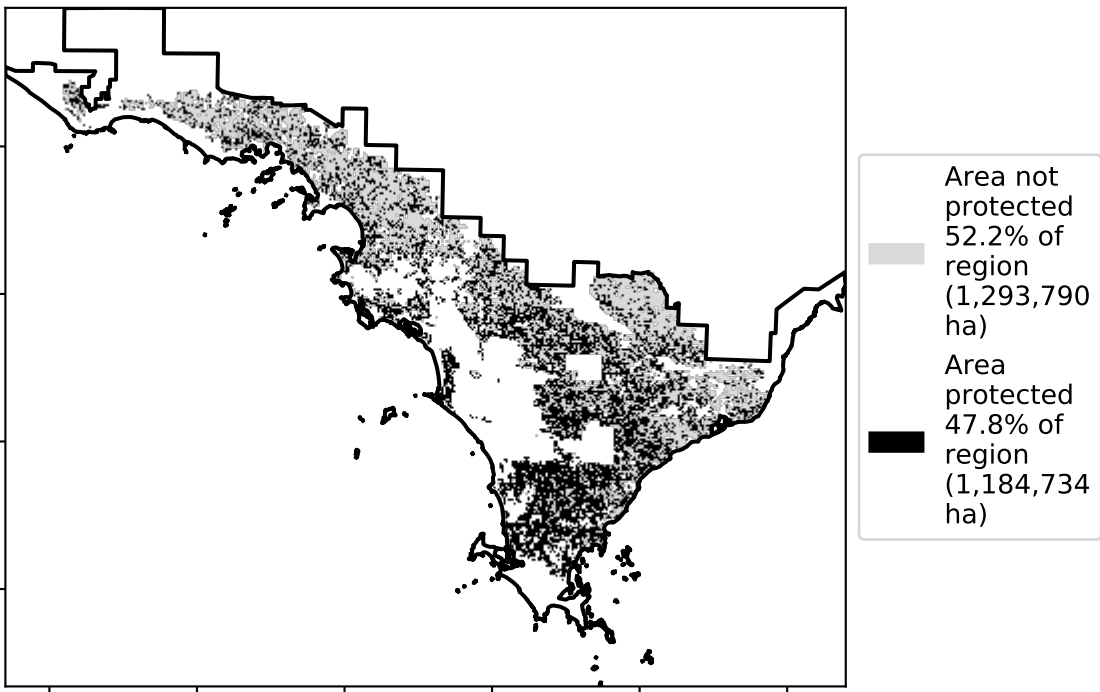 Area not
protected
52.2% of
region
(1,293,790
ha)
Area
protected
47.8% of
region
(1,184,734
ha)